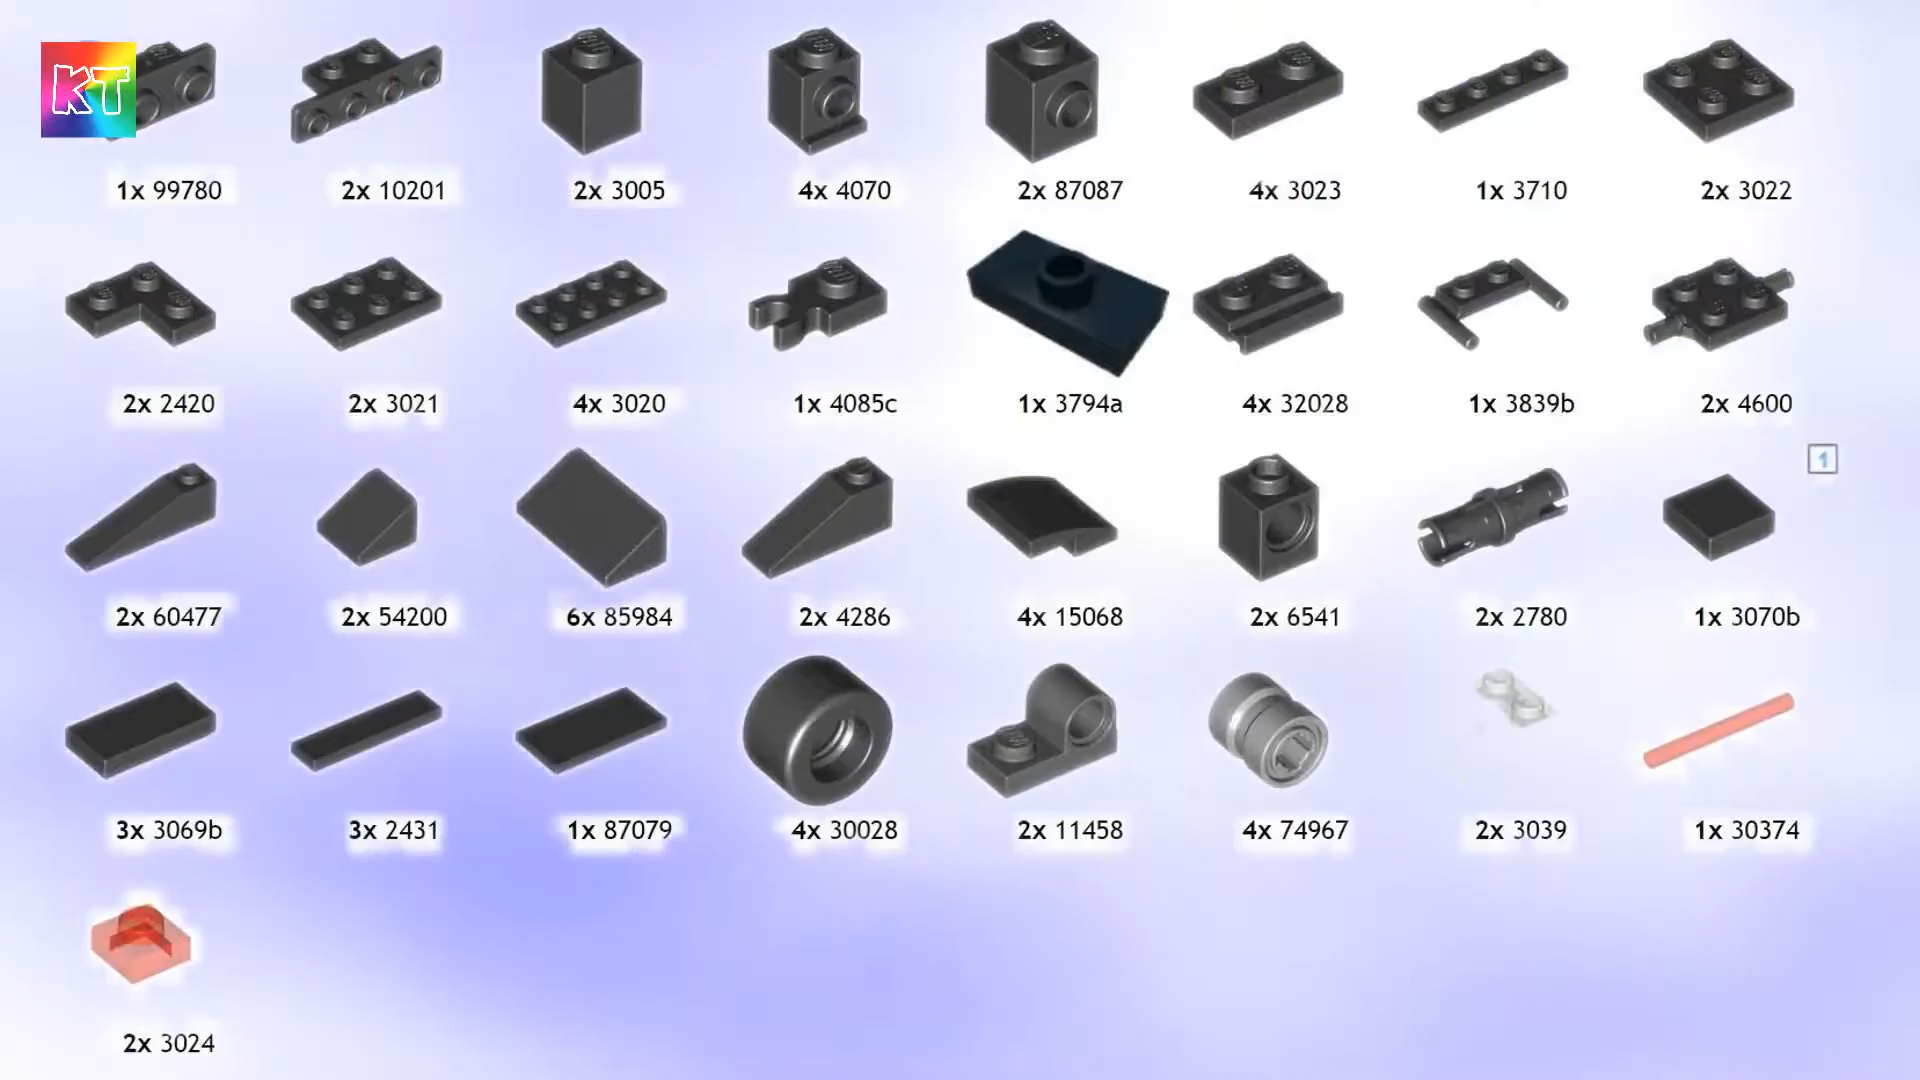 KT
1x 99780
2x 10201
2x 3005
4x 4070
2x 87087
4x 3023
1x 3710
2x 3022
2x 2420
2x 3021
4x 3020
1x 4085c
1x 3794a
4x 32028
1x 3839b
2x 4600
1
2x 60477
2x 54200
6x 85984
2x 4286
4x 15068
2x 6541
2x 2780
1x 3070b
3x 3069b
3x 2431
1x 87079
4x 30028
2x 11458
4x 74967
2x 3039
1x 30374
2x 3024